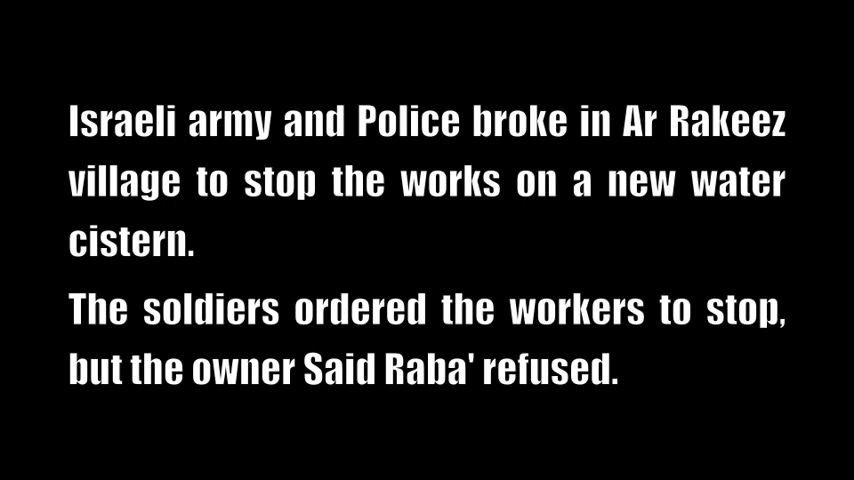 Israeli army and Police broke in Ar Rakeez
village to stop the works on a new water
cistern.
The soldiers ordered the workers to stop,
but the owner Said Raba' refused.